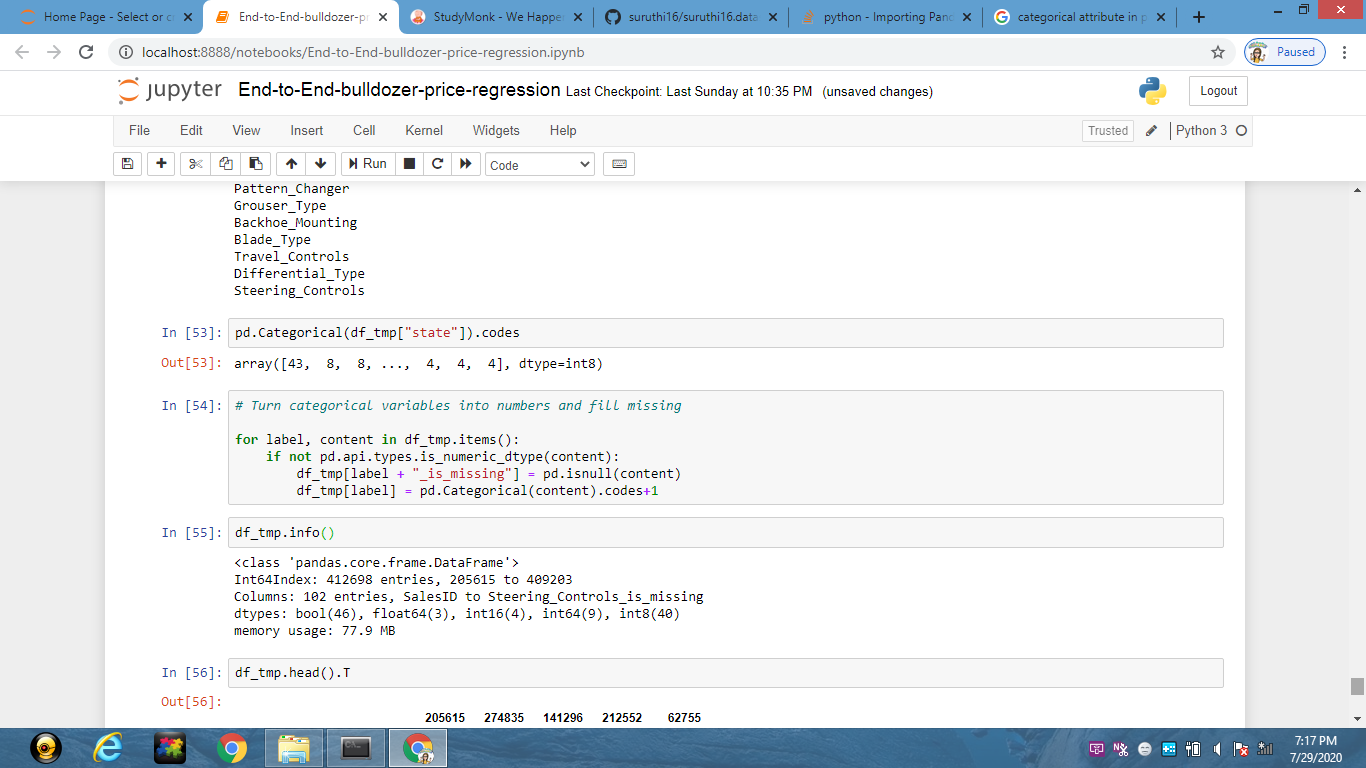 Home Page - Select or c
End-to-End-bulldozer-pr
StudyMonk - We Happe
suruthi16/suruthi16.data
python - Importing Pand
categorical attribute in p
localhost:8888/notebooks/End-to-End-bulldozer-price-regression.ipynb
Paused
jupyter End-to-End-bulldozer-price-regression Last Checkpoint: Last Sunday at 10:35 PM (unsaved changes)
Logout
File Edit View Insert Cell Kernel Widgets Help
Trusted
Python 3
Run
Code
Pattern_Changer
Grouser_Type
Backhoe_Mounting
Blade_Type
Travel_Controls
Differential_Type
Steering_Controls
In [53]: pd.Categorical(df_tmp["state"]).codes
Out[53]: array([43,  8,  8, ...,  4,  4,  4], dtype=int8)
In [54]: # Turn categorical variables into numbers and fill missing
for label, content in df_tmp.items():
    if not pd.api.types.is_numeric_dtype(content):
        df_tmp[label + "_is_missing"] = pd.isnull(content)
        df_tmp[label] = pd.Categorical(content).codes+1
In [55]: df_tmp.info()
<class 'pandas.core.frame.DataFrame'>
Int64Index: 412698 entries, 205615 to 409203
Columns: 102 entries, SalesID to Steering_Controls_is_missing
dtypes: bool(46), float64(3), int16(4), int64(9), int8(40)
memory usage: 77.9 MB
In [56]: df_tmp.head().T
Out[56]:
205615 274835 141296 212552 62755
7:17 PM
7/29/2020